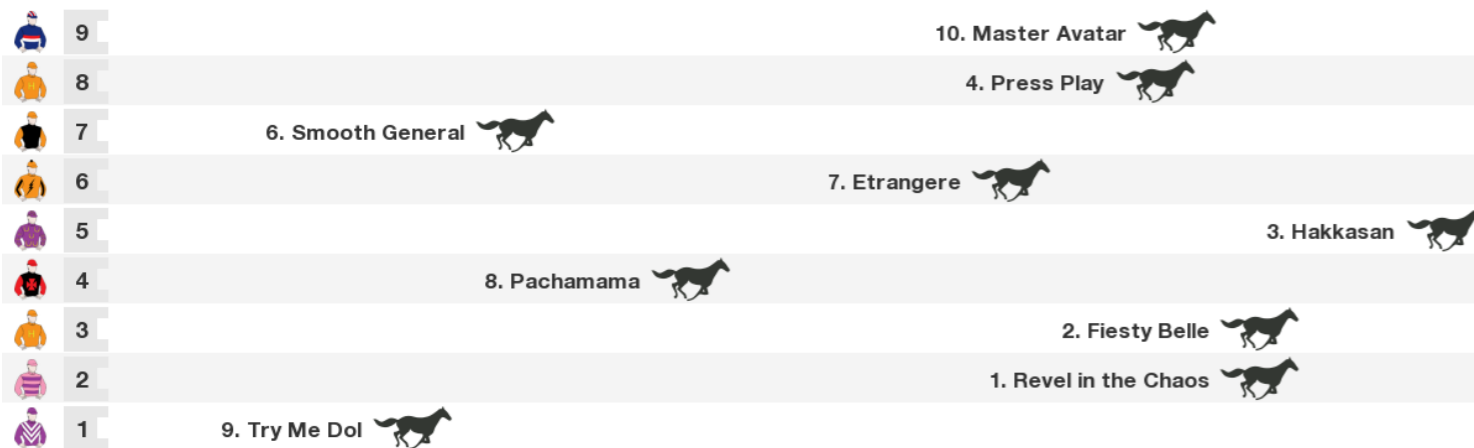 9 10. Master Avatar
8 4. Press Play
7 6. Smooth General
6 7. Etrangere
5 3. Hakkasan
4 8. Pachamama
3 2. Fiesty Belle
2 1. Revel in the Chaos
1 9. Try Me Dol